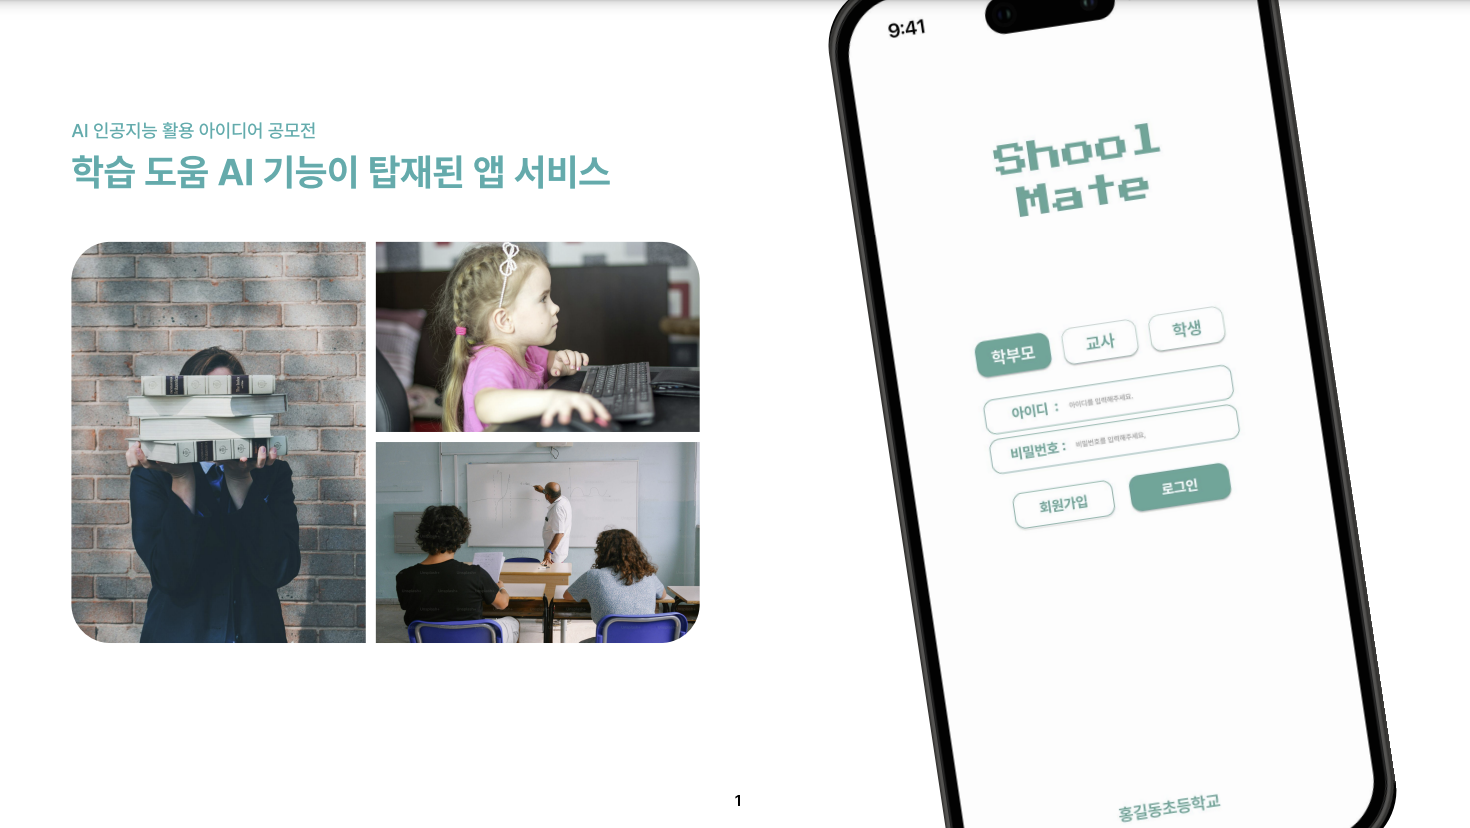 AI 인공지능 활용 아이디어 공모전
학습 도움 AI 기능이 탑재된 앱 서비스
9:41
Shool
Mate
학부모 교사 학생
아이디 : 아이디를 입력해주세요.
비밀번호 : 비밀번호를 입력해주세요.
회원가입 로그인
홍길동초등학교
1